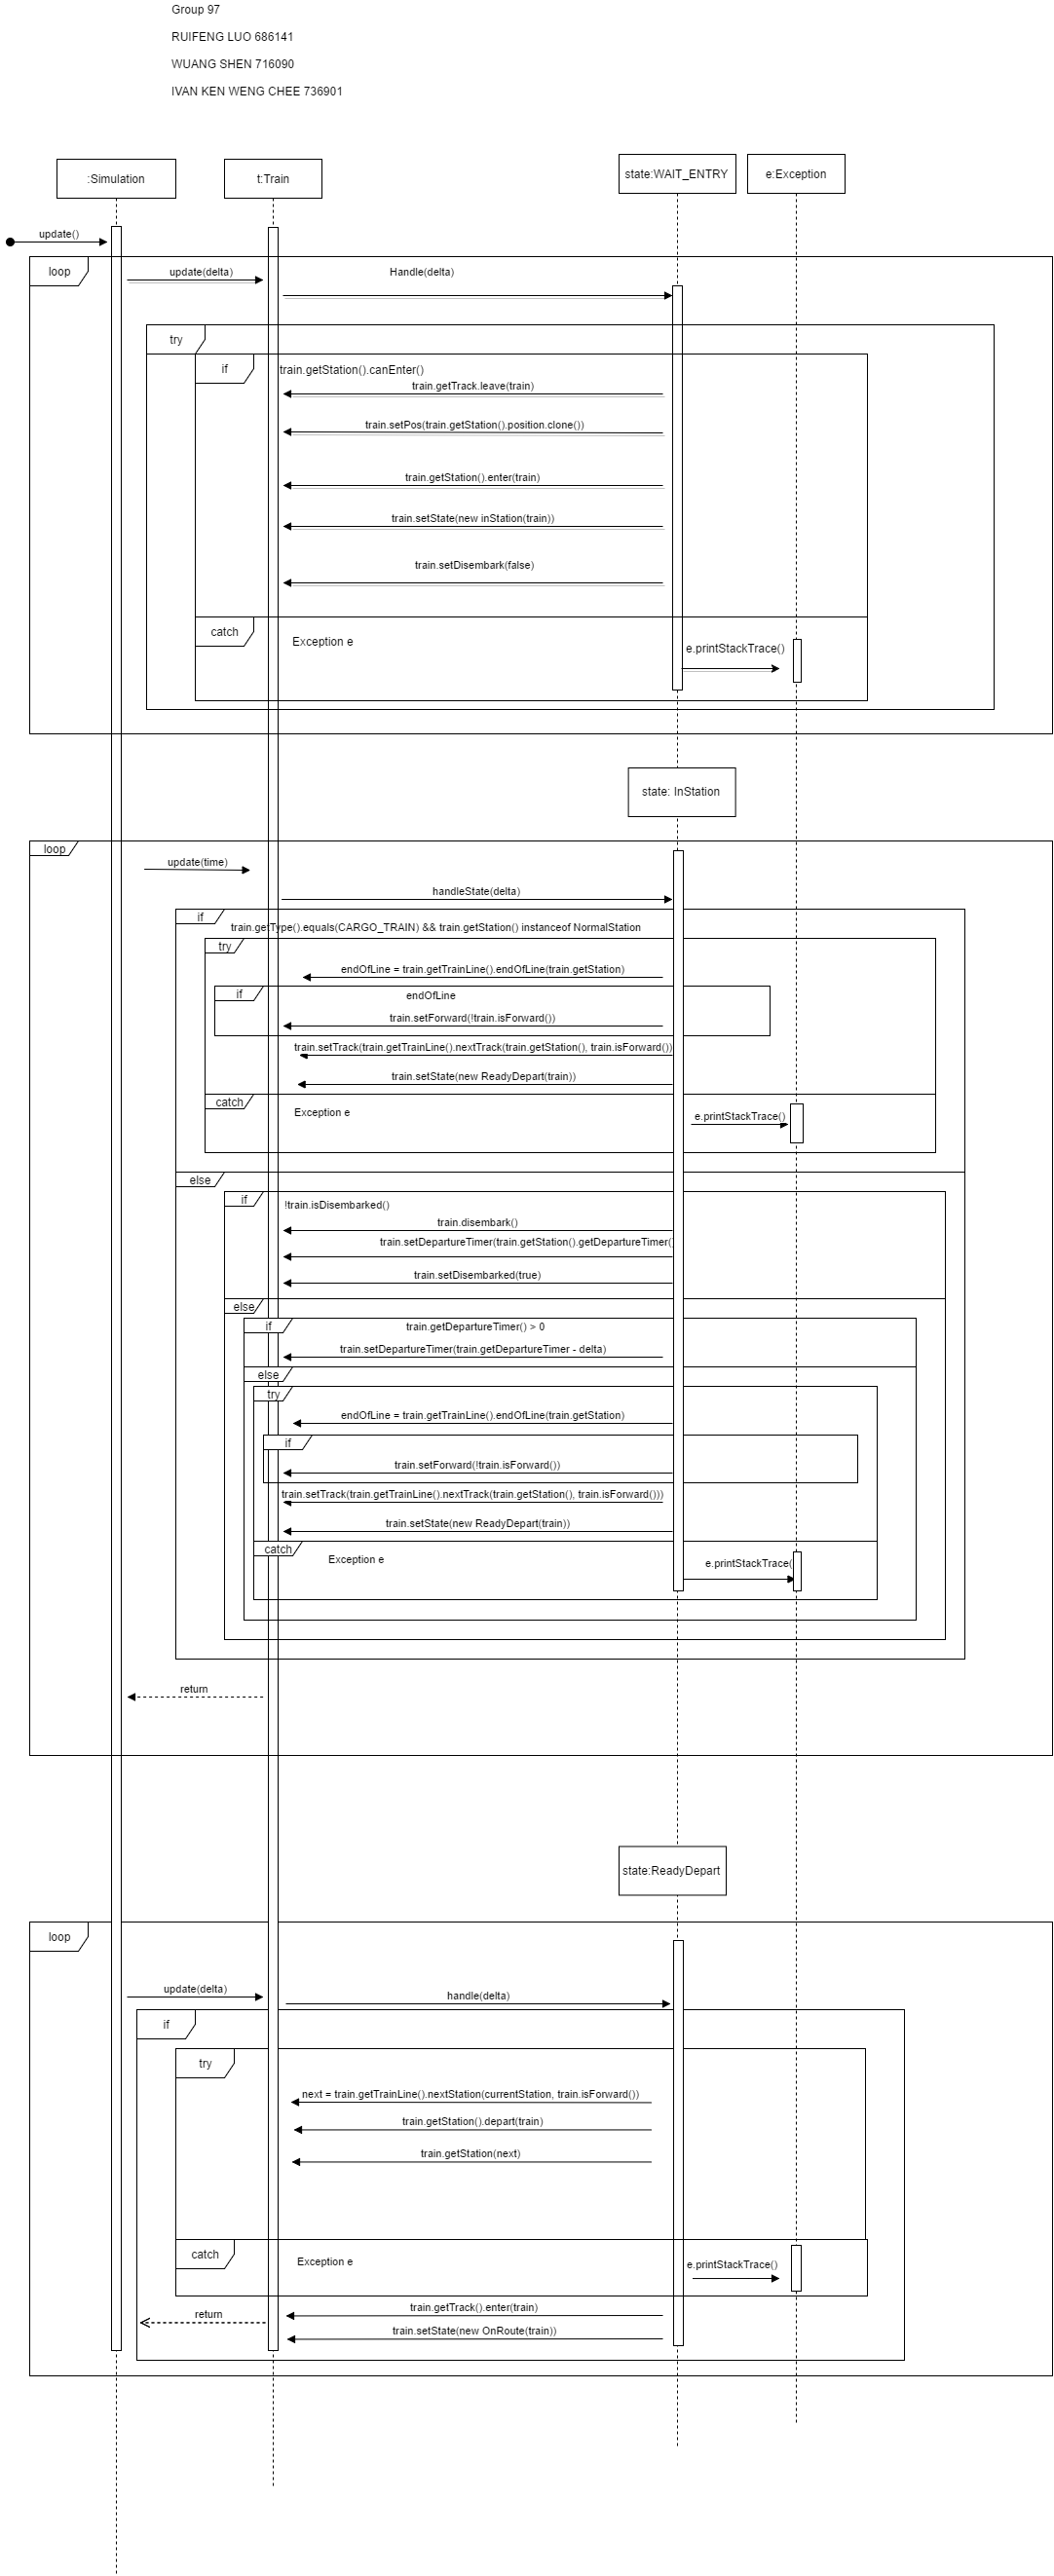 Group 97
RUIFENG LUO 686141
WUANG SHEN 716090
IVAN KEN WENG CHEE 736901
:Simulation
t:Train
state:WAIT_ENTRY
e:Exception
update()
loop
update(delta)
Handle(delta)
try
if
train.getStation().canEnter()
train.getTrack.leave(train)
train.setPos(train.getStation().position.clone())
train.getStation().enter(train)
train.setState(new inStation(train))
train.setDisembark(false)
catch
Exception e
e.printStackTrace()
state: InStation
loop
update(time)
handleState(delta)
if
train.getType().equals(CARGO_TRAIN) && train.getStation() instanceof NormalStation
try
endOfLine = train.getTrainLine().endOfLine(train.getStation)
if
endOfLine
train.setForward(!train.isForward())
train.setTrack(train.getTrainLine().nextTrack(train.getStation(), train.isForward())
train.setState(new ReadyDepart(train))
catch
Exception e
e.printStackTrace()
else
if
!train.isDisembarked()
train.disembark()
train.setDepartureTimer(train.getStation().getDepartureTimer(
train.setDisembarked(true)
else
if
train.getDepartureTimer() > 0
train.setDepartureTimer(train.getDepartureTimer - delta)
else
try
endOfLine = train.getTrainLine().endOfLine(train.getStation)
if
train.setForward(!train.isForward())
train.setTrack(train.getTrainLine().nextTrack(train.getStation(), train.isForward()))
train.setState(new ReadyDepart(train))
catch
Exception e
e.printStackTrace(
return
state:ReadyDepart
loop
update(delta)
handle(delta)
if
try
next = train.getTrainLine().nextStation(currentStation, train.isForward())
train.getStation().depart(train)
train.getStation(next)
catch
Exception e
e.printStackTrace()
train.getTrack().enter(train)
return
train.setState(new OnRoute(train))